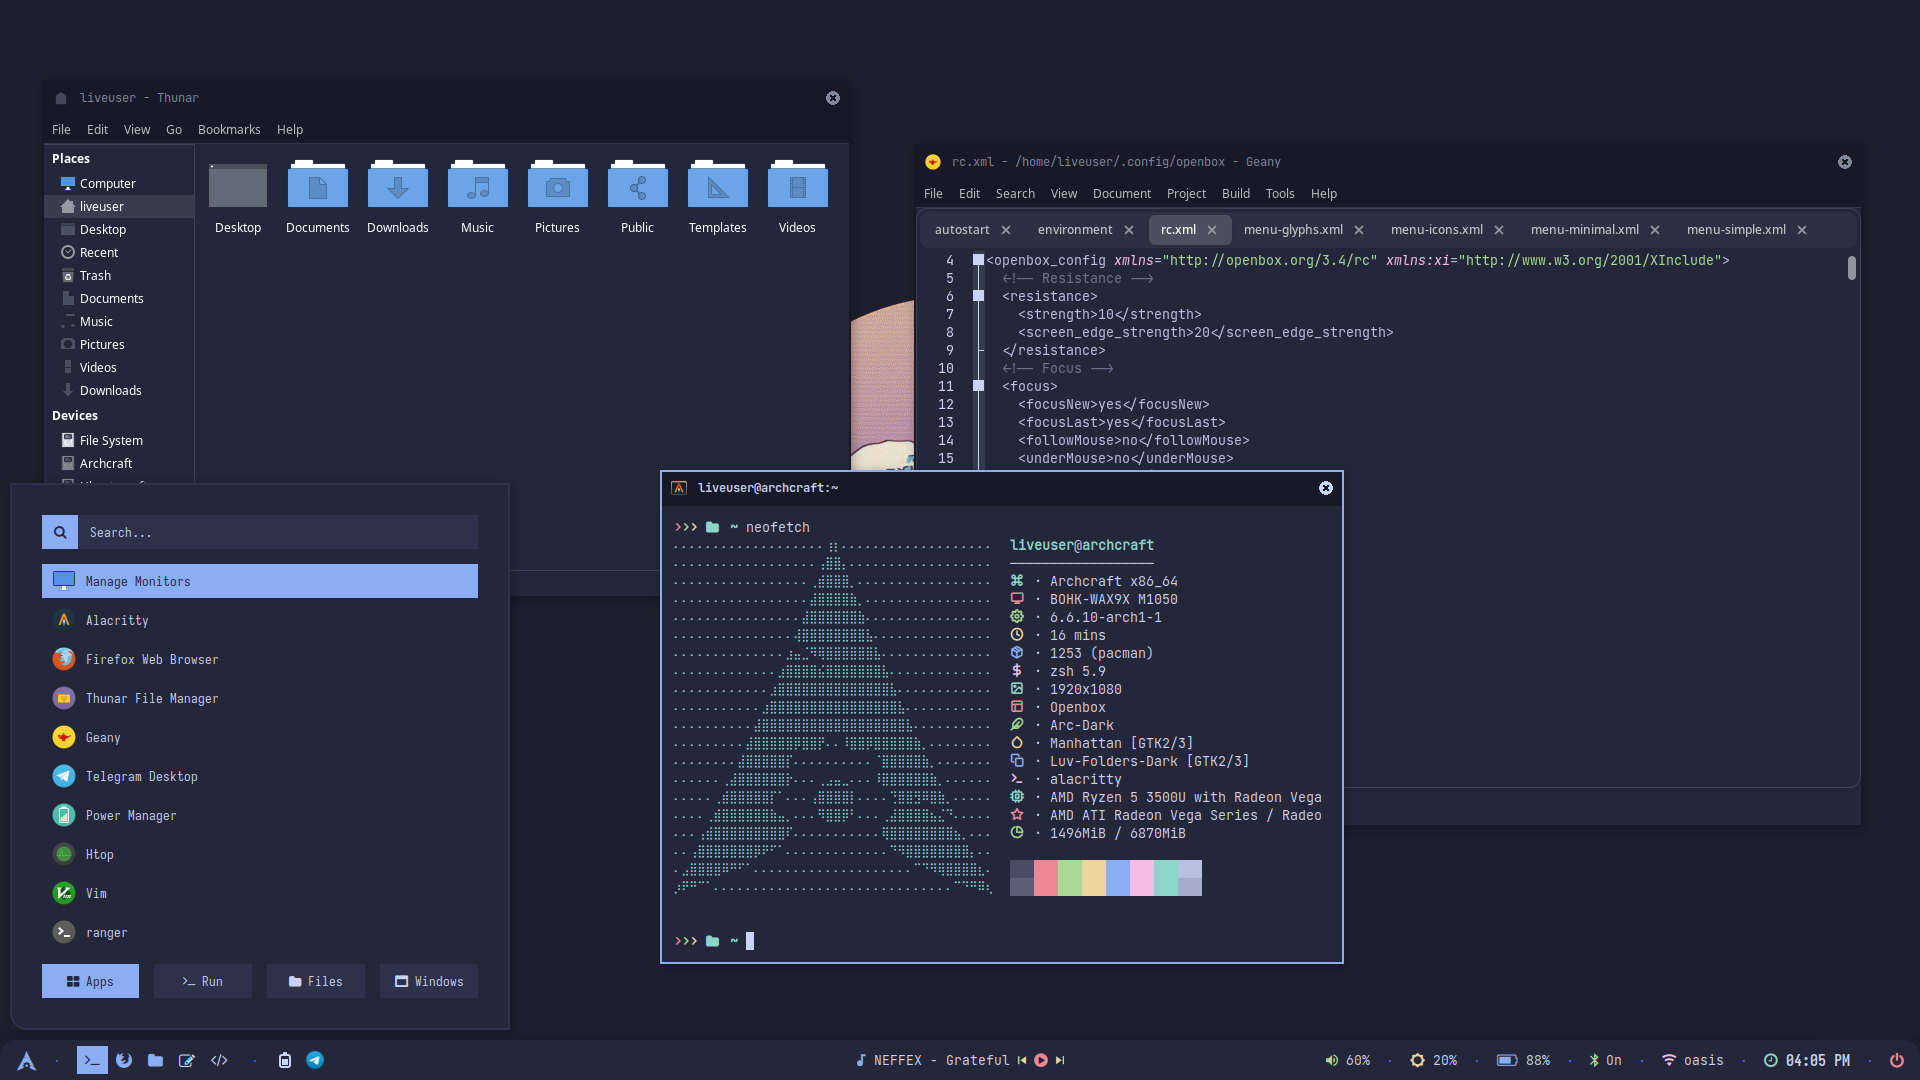 liveuser - Thunar
File Edit View Go Bookmarks Help
Places
Computer
liveuser
Desktop
Recent
Trash
Documents
Music
Pictures
Videos
Downloads
Devices
File System
Archcraft
Desktop Documents Downloads Music Pictures Public Templates Videos
rc.xml - /home/liveuser/.config/openbox - Geany
File Edit Search View Document Project Build Tools Help
autostart environment rc.xml menu-glyphs.xml menu-icons.xml menu-minimal.xml menu-simple.xml
4 <openbox_config xmlns="http://openbox.org/3.4/rc" xmlns:xi="http://www.w3.org/2001/XInclude">
5 <!-- Resistance -->
6 <resistance>
7 <strength>10</strength>
8 <screen_edge_strength>20</screen_edge_strength>
9 </resistance>
10 <!-- Focus -->
11 <focus>
12 <focusNew>yes</focusNew>
13 <focusLast>yes</focusLast>
14 <followMouse>no</followMouse>
15 <underMouse>no</underMouse>
Search...
Manage Monitors
Alacritty
Firefox Web Browser
Thunar File Manager
Geany
Telegram Desktop
Power Manager
Htop
Vim
ranger
Apps Run Files Windows
liveuser@archcraft:~
>>> ~ neofetch
liveuser@archcraft
· Archcraft x86_64
· BOHK-WAX9X M1050
· 6.6.10-arch1-1
· 16 mins
· 1253 (pacman)
· zsh 5.9
· 1920x1080
· Openbox
· Arc-Dark
· Manhattan [GTK2/3]
· Luv-Folders-Dark [GTK2/3]
· alacritty
· AMD Ryzen 5 3500U with Radeon Vega
· AMD ATI Radeon Vega Series / Radeo
· 1496MiB / 6870MiB
>>> ~
NEFFEX - Grateful 60% · 20% · 88% · On · oasis · 04:05 PM